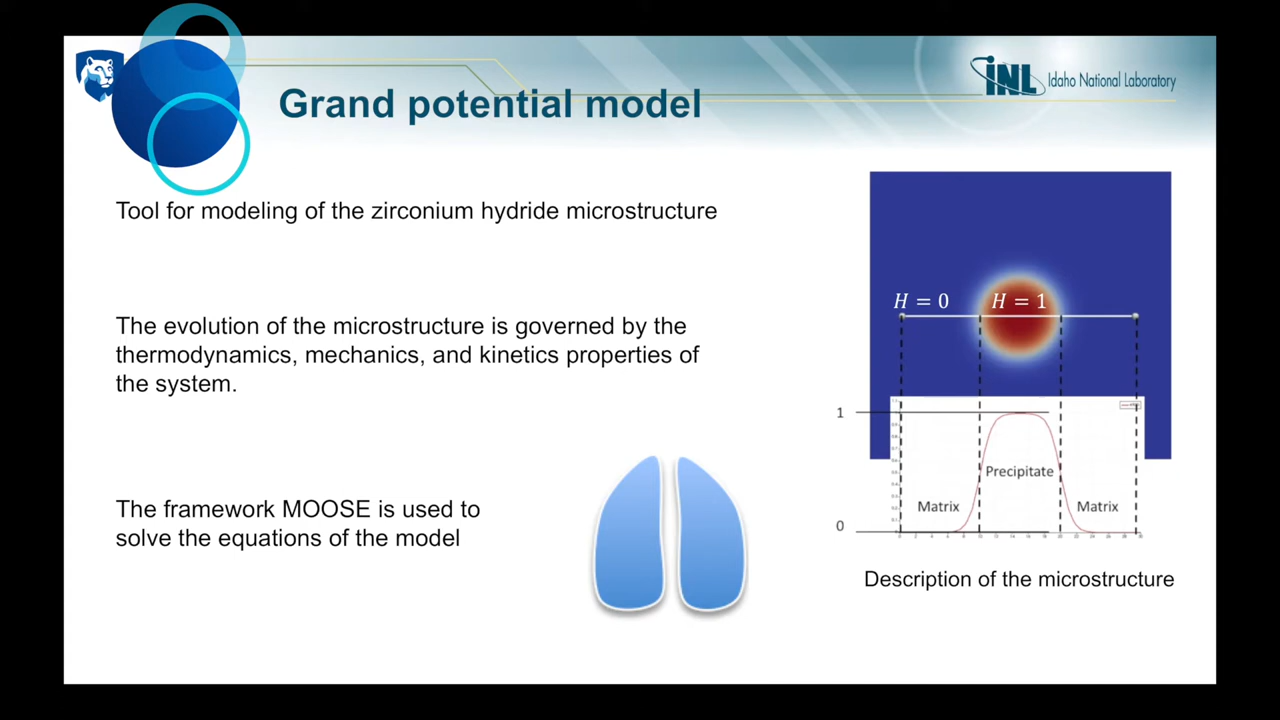 Grand potential model
INL Idaho National Laboratory
Tool for modeling of the zirconium hydride microstructure
The evolution of the microstructure is governed by the
thermodynamics, mechanics, and kinetics properties of
the system.
The framework MOOSE is used to
solve the equations of the model
H = 0
H = 1
1
Precipitate
Matrix
Matrix
0
Description of the microstructure